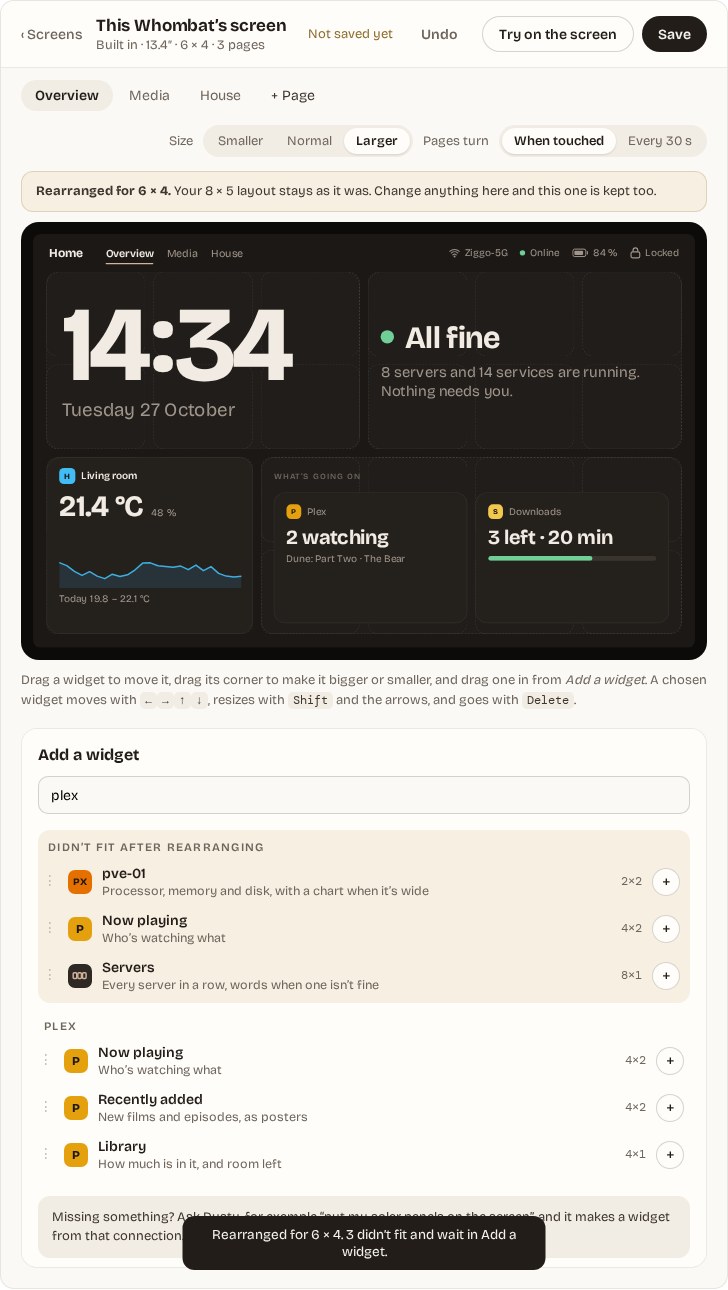 ‹ Screens
This Whombat’s screen
Built in · 13.4″ · 6 × 4 · 3 pages
Not saved yet
Undo
Try on the screen
Save
Overview
Media
House
+ Page
Size
Smaller
Normal
Larger
Pages turn
When touched
Every 30 s
Rearranged for 6 × 4. Your 8 × 5 layout stays as it was. Change anything here and this one is kept too.
Home
Overview
Media
House
Ziggo-5G
Online
84 %
Locked
14:34
Tuesday 27 October
All fine
8 servers and 14 services are running.
Nothing needs you.
H
Living room
21.4 °C
48 %
Today 19.8 – 22.1 °C
WHAT’S GOING ON
P
Plex
2 watching
Dune: Part Two · The Bear
S
Downloads
3 left · 20 min
Drag a widget to move it, drag its corner to make it bigger or smaller, and drag one in from Add a widget. A chosen
widget moves with ← → ↑ ↓, resizes with Shift and the arrows, and goes with Delete.
Add a widget
plex
DIDN’T FIT AFTER REARRANGING
PX
pve-01
Processor, memory and disk, with a chart when it’s wide
2×2
+
P
Now playing
Who’s watching what
4×2
+
Servers
Every server in a row, words when one isn’t fine
8×1
+
PLEX
P
Now playing
Who’s watching what
4×2
+
P
Recently added
New films and episodes, as posters
4×2
+
P
Library
How much is in it, and room left
4×1
+
Missing something? Ask Dusty, for example “put my solar panels on the screen” and it makes a widget
from that connection.
Rearranged for 6 × 4. 3 didn’t fit and wait in Add a
widget.